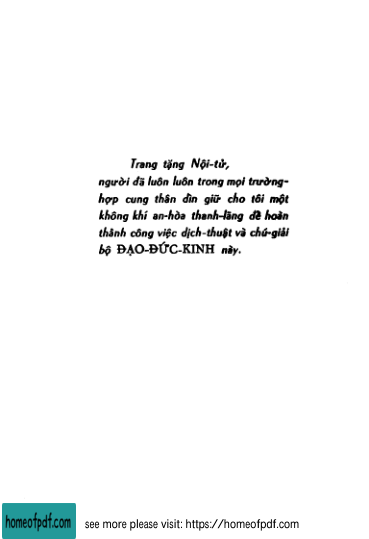 Trang tặng Nội-tử,
người đã luôn luôn trong mọi trường-
hợp cung thân đìn giữ cho tôi một
không khí an-hòa thanh-lãng để hoàn
thành công việc dịch-thuật và chú-giải
bộ ĐẠO-ĐỨC-KINH này.
homeofpdf.com
see more please visit: https://homeofpdf.com